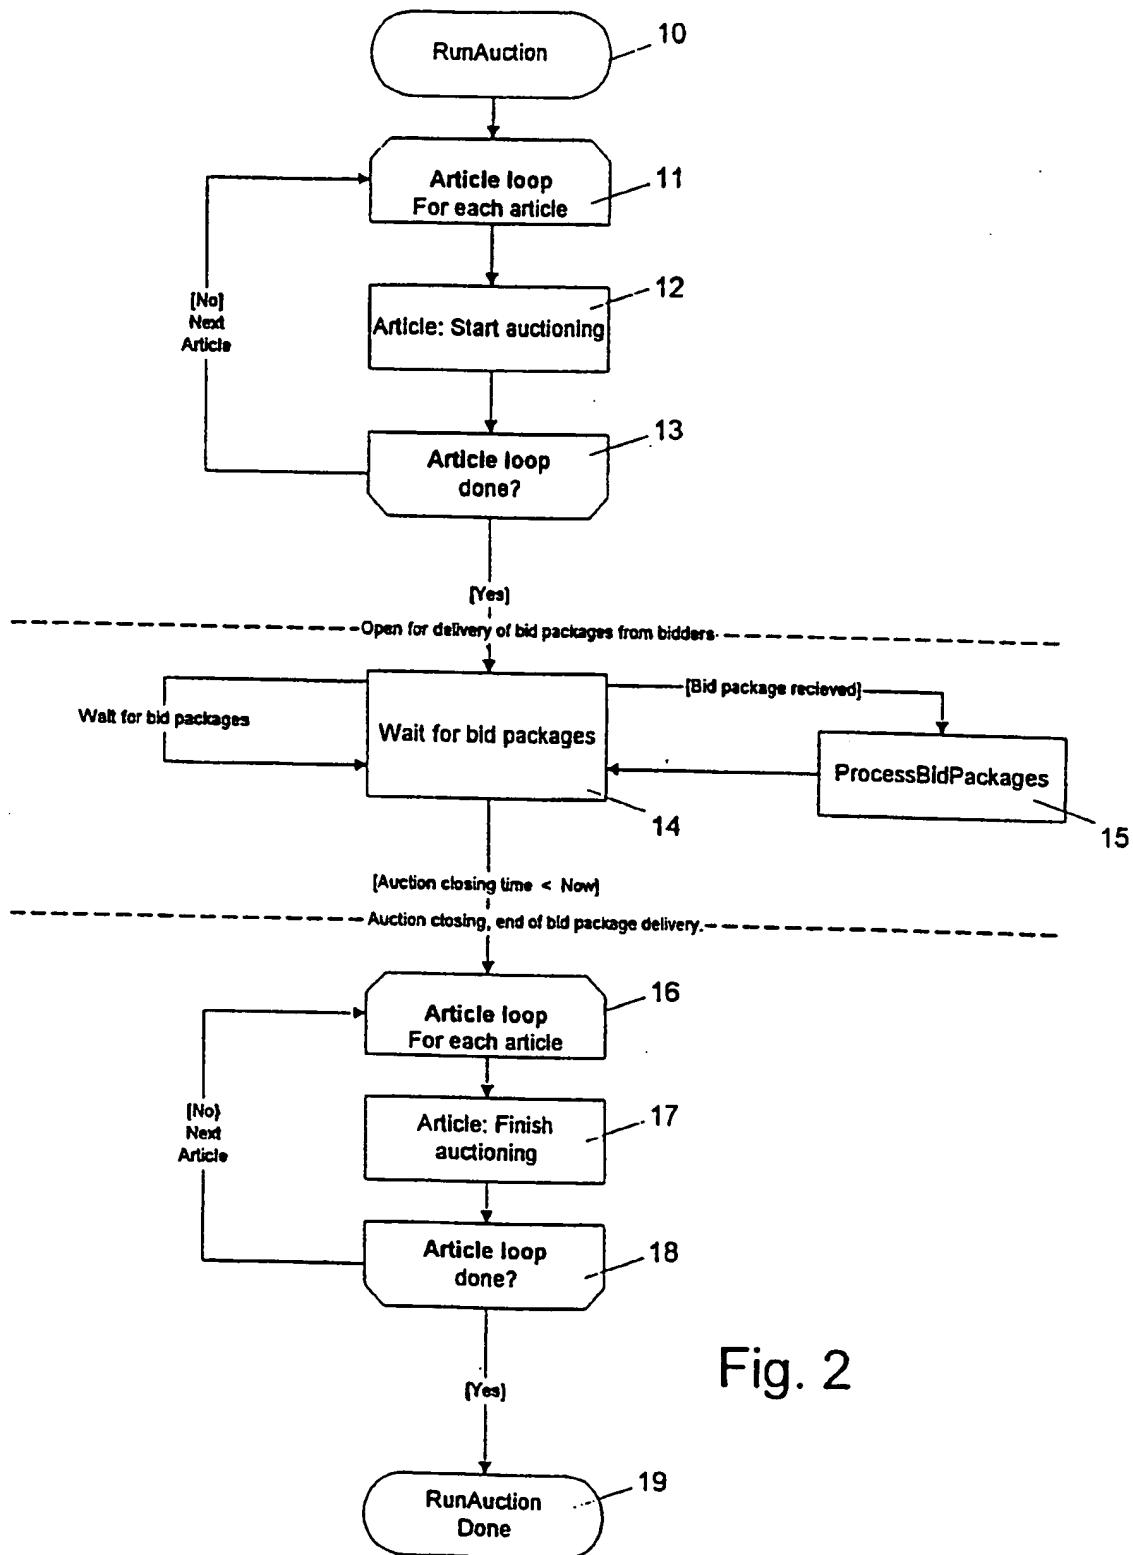 10
RunAuction
Article loop
For each article
11
[No]
Next
Article
12
Article: Start auctioning
13
Article loop
done?
[Yes]
Open for delivery of bid packages from bidders
Wait for bid packages
Wait for bid packages
[Bid package recieved]
ProcessBidPackages
14
15
[Auction closing time < Now]
Auction closing, end of bid package delivery.
16
Article loop
For each article
[No}
Next
Article
17
Article: Finish
auctioning
Article loop
done?
18
[Yes]
Fig. 2
19
RunAuction
Done